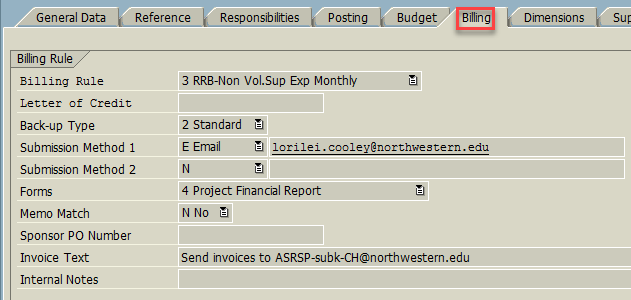 General Data Reference Responsibilities Posting Budget Billing Dimensions Sup
Billing Rule
Billing Rule 3 RRB-Non Vol.Sup Exp Monthly
Letter of Credit
Back-up Type 2 Standard
Submission Method 1 E Email lorilei.cooley@northwestern.edu
Submission Method 2 N
Forms 4 Project Financial Report
Memo Match N No
Sponsor PO Number
Invoice Text Send invoices to ASRSP-subk-CH@northwestern.edu
Internal Notes